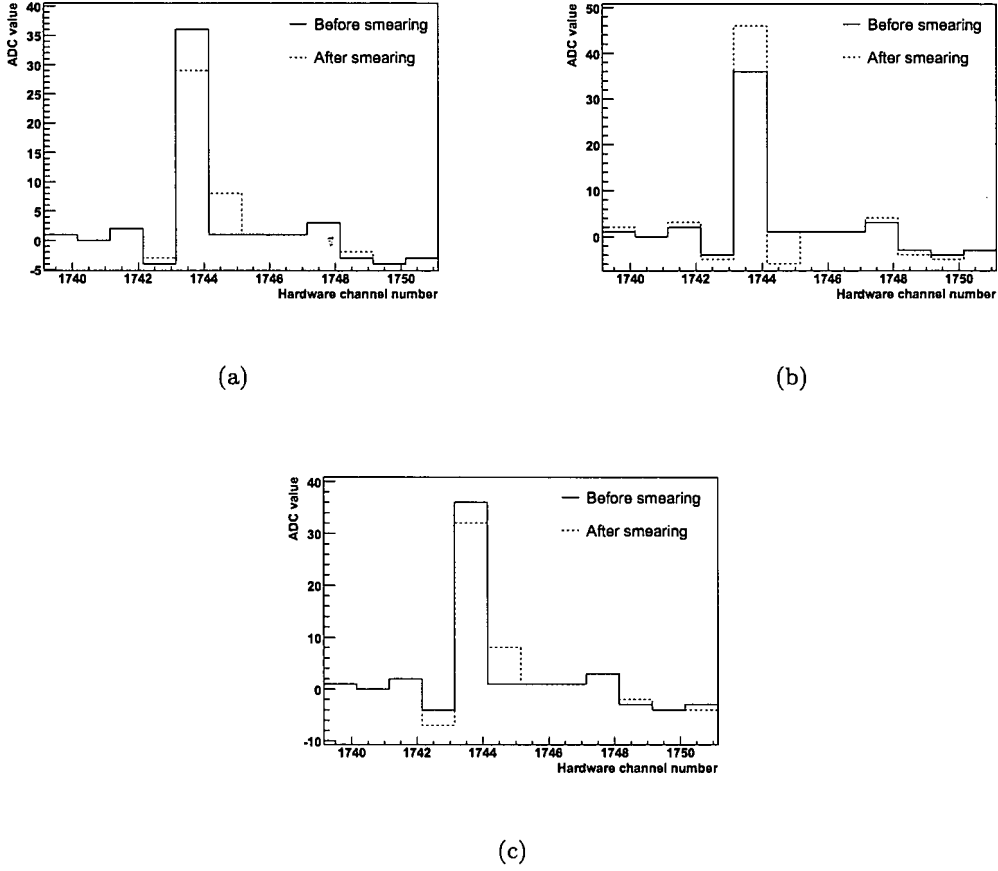 ADC value
40
35
30
25
20
15
10
5
0
-5
Before smearing
After smearing
1740 1742 1744 1746 1748 1750
Hardware channel number
(a)
ADC value
50
40
30
20
10
0
Before smearing
After smearing
1740 1742 1744 1746 1748 1750
Hardware channel number
(b)
ADC value
40
30
20
10
0
-10
Before smearing
After smearing
1740 1742 1744 1746 1748 1750
Hardware channel number
(c)